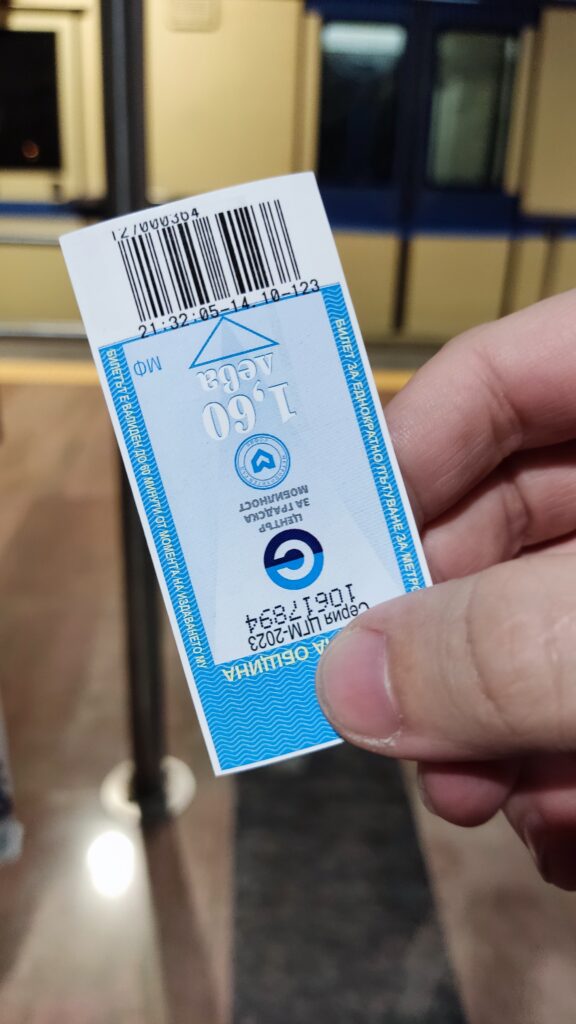 127000364
21:32:05-14.10-123
МФ
1,60
лева
ЦЕНТЪР
ЗА ГРАДСКА
МОБИЛНОСТ
Серия ЦГМ-2023
10617894
ОБЩИНА
БИЛЕТ ЗА ЕДНОКРАТНО ПЪТУВАНЕ ЗА МЕТРО
БИЛЕТЪТ Е ВАЛИДЕН ДО 60 МИНУТИ ОТ МОМЕНТА НА ИЗДАВАНЕТО МУ